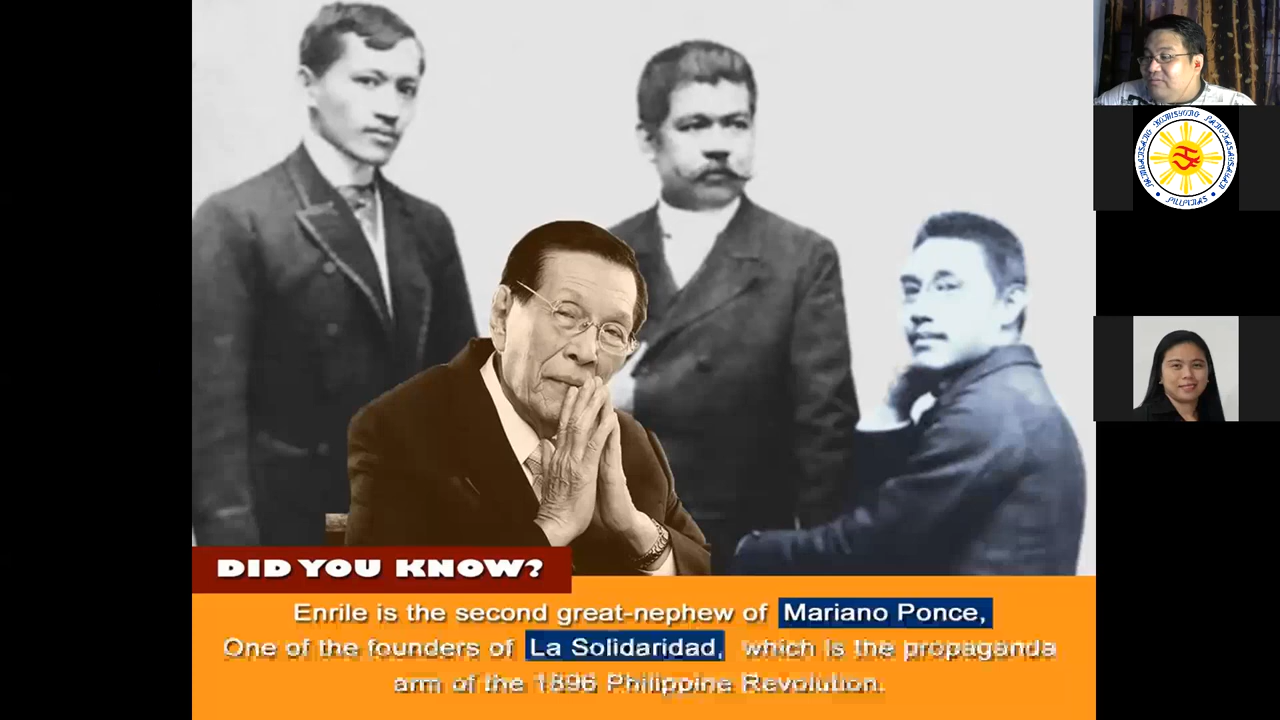 DID YOU KNOW?
Enrile is the second great-nephew of Mariano Ponce,
One of the founders of La Solidaridad, which is the propaganda
arm of the 1896 Philippine Revolution.
PILIPINAS